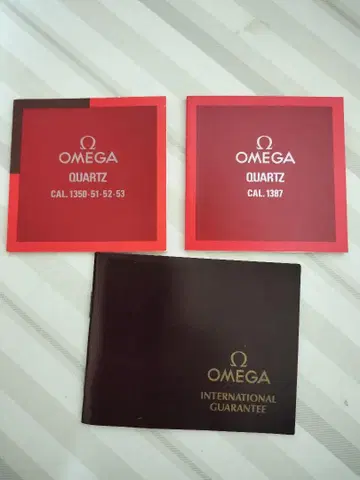 Ω
OMEGA
QUARTZ
CAL. 1350-51-52-53
Ω
OMEGA
QUARTZ
CAL. 1387
Ω
OMEGA
INTERNATIONAL
GUARANTEE